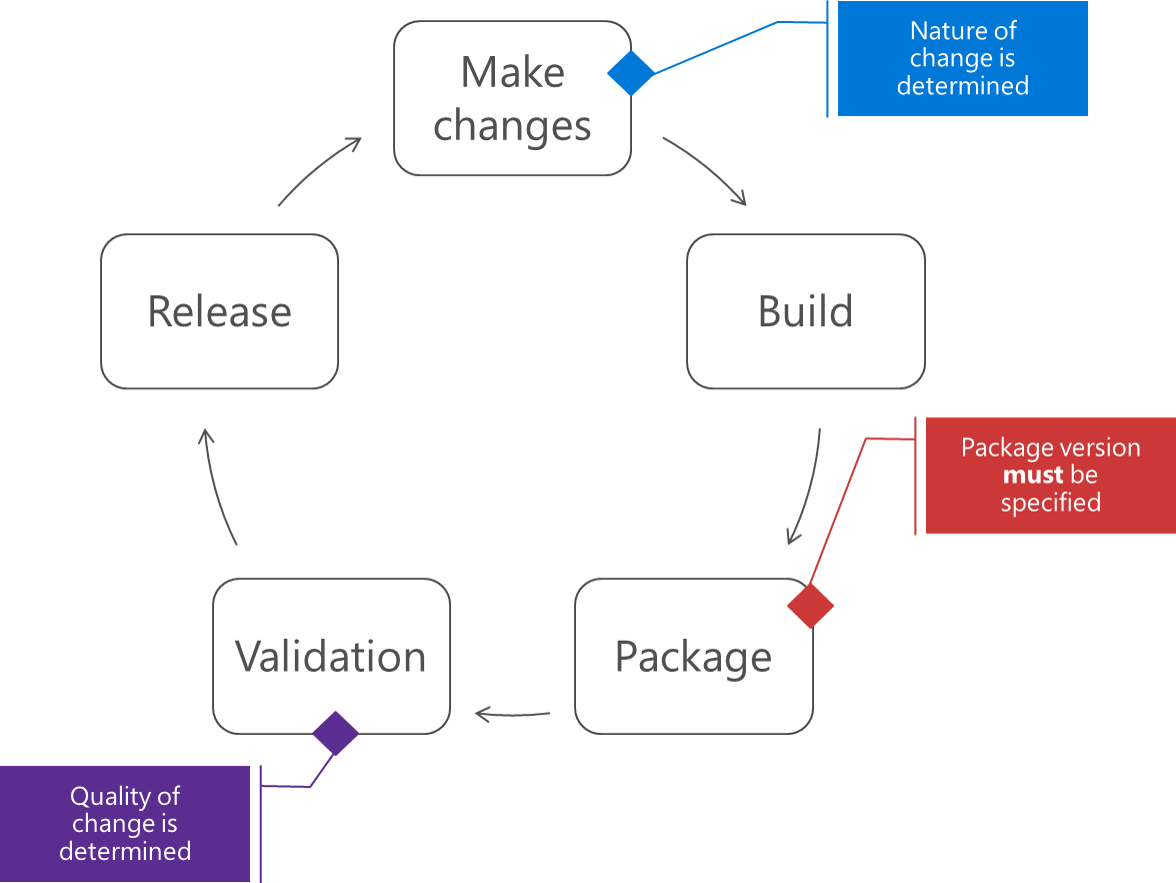 Make
changes
Nature of
change is
determined
Release
Build
Package version
must be
specified
Validation
Package
Quality of
change is
determined